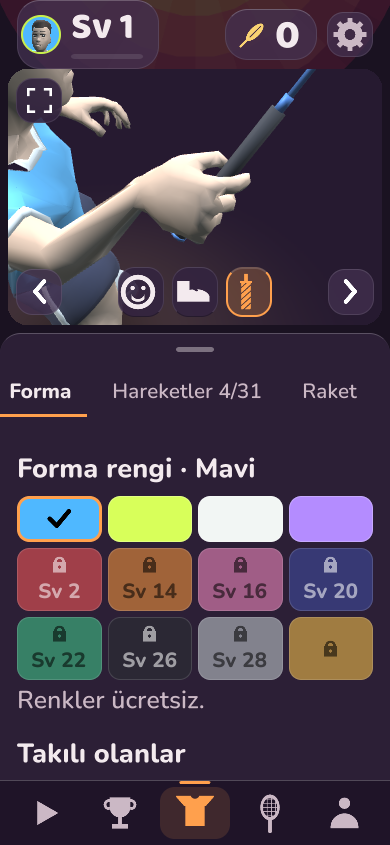 Sv 1
0
Forma
Hareketler 4/31
Raket
Forma rengi · Mavi
Sv 2
Sv 14
Sv 16
Sv 20
Sv 22
Sv 26
Sv 28
Renkler ücretsiz.
Takılı olanlar